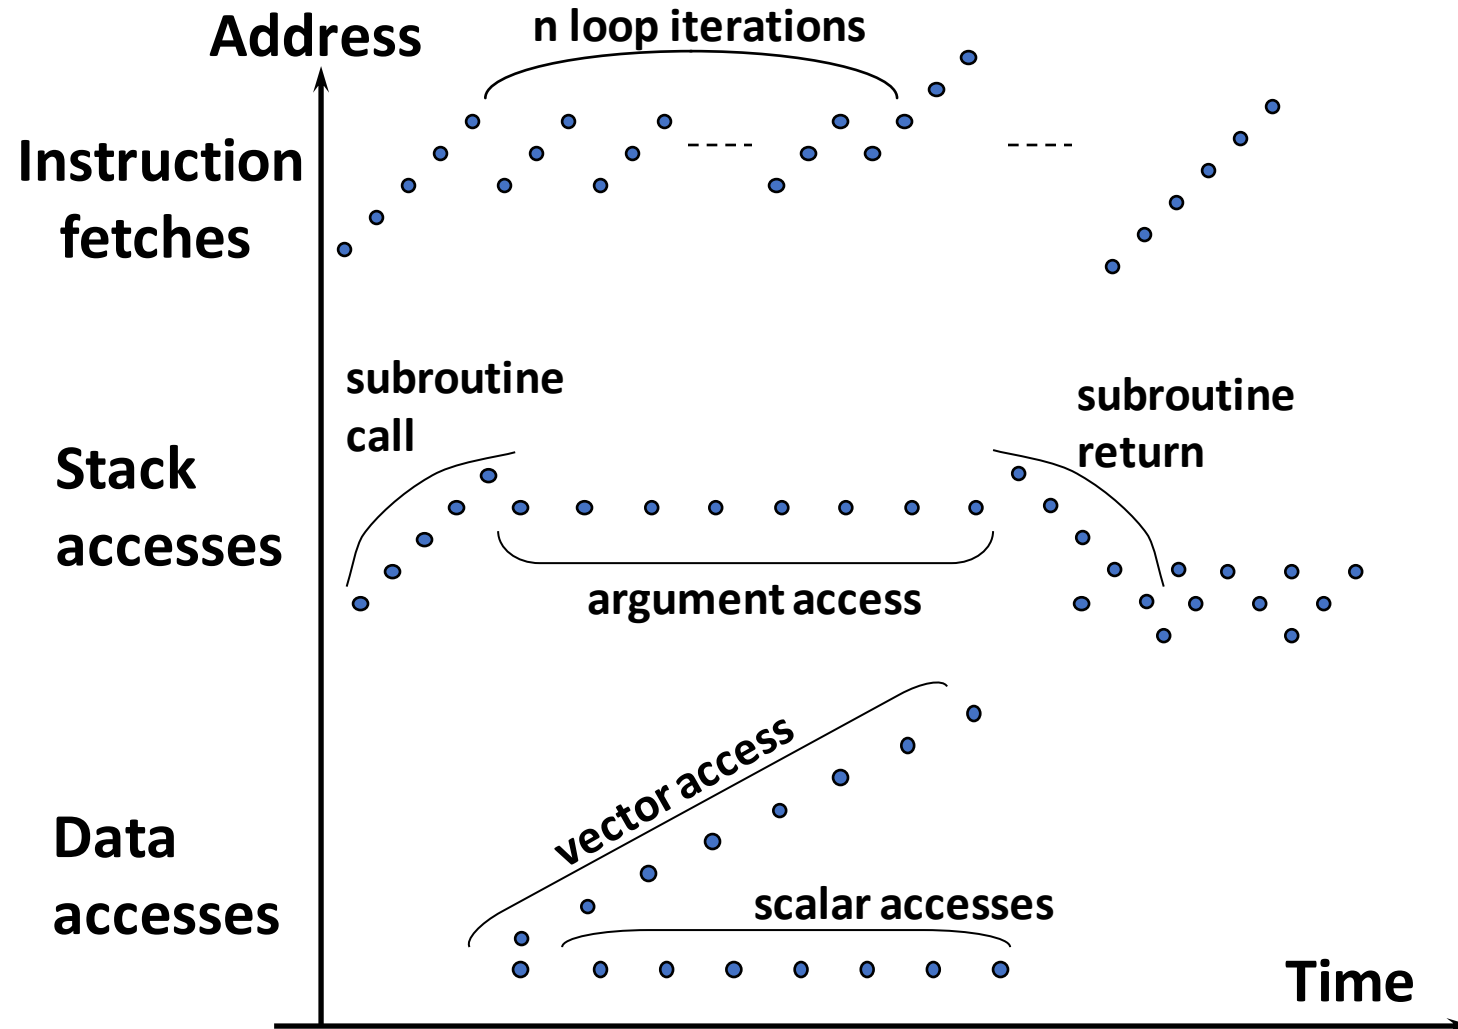 Address
n loop iterations
Instruction
fetches
subroutine
call
subroutine
return
Stack
accesses
argument access
vector access
Data
accesses
scalar accesses
Time